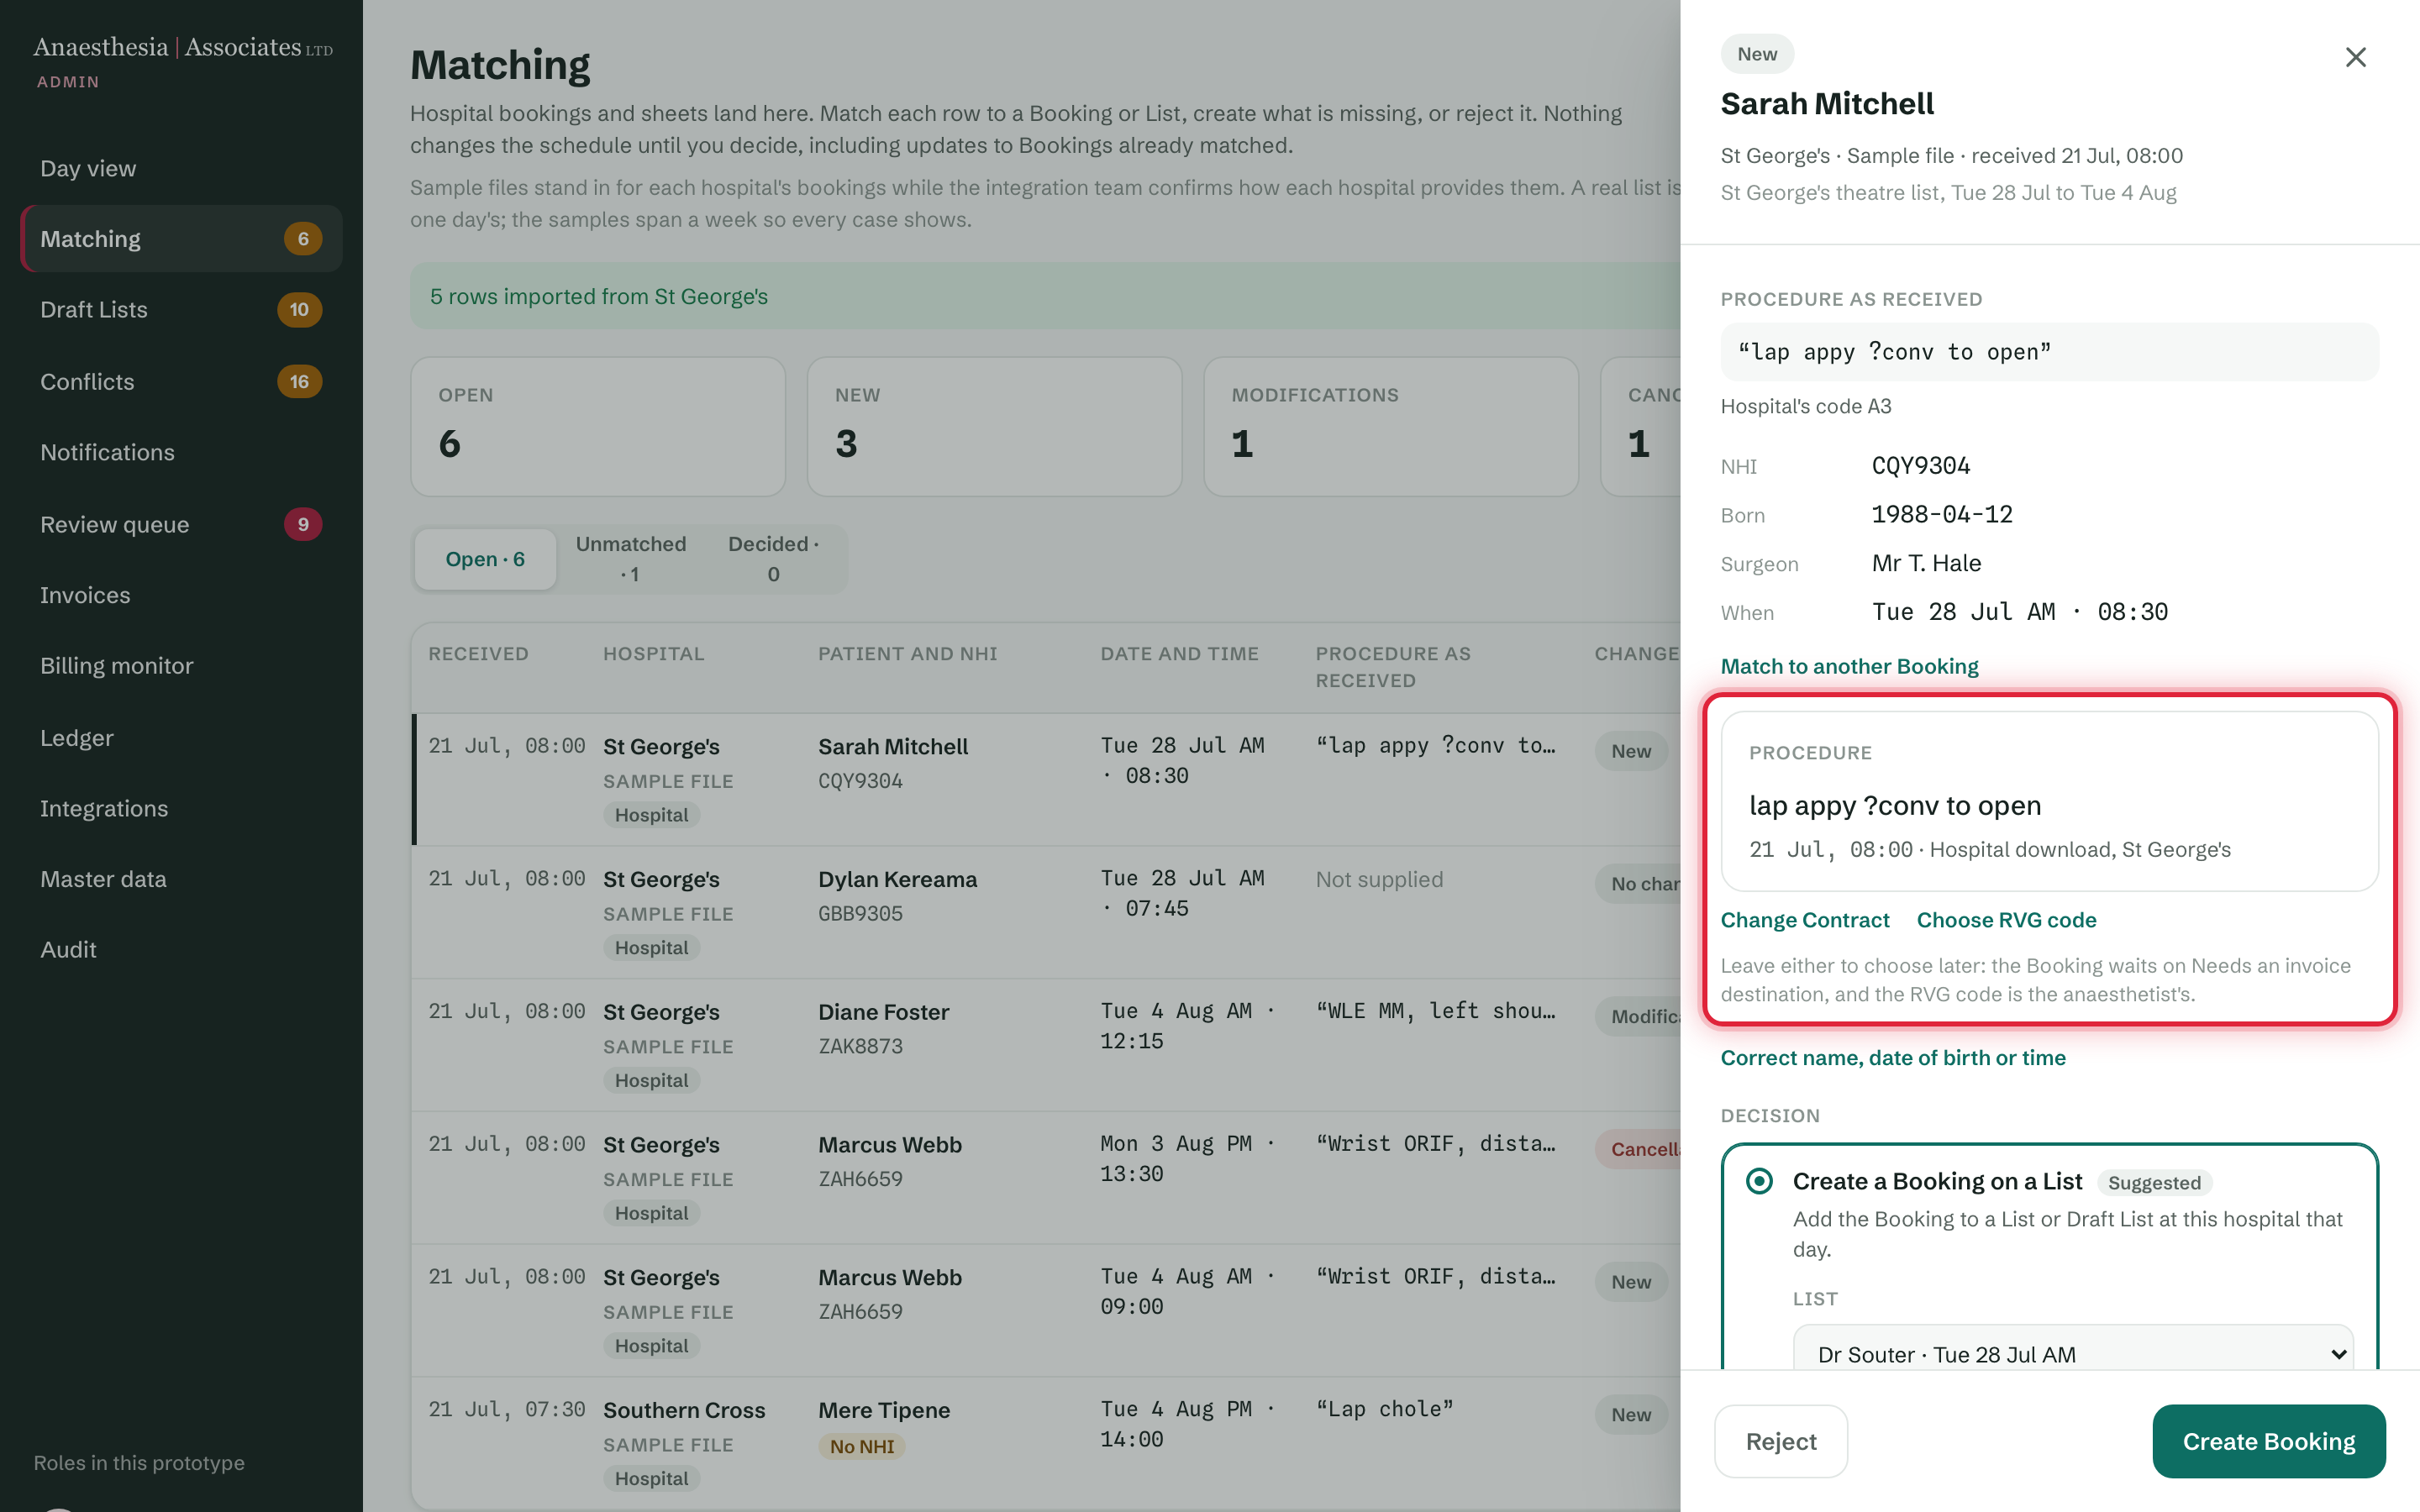 Anaesthesia | Associates LTD
ADMIN
Day view
Matching 6
Draft Lists 10
Conflicts 16
Notifications
Review queue 9
Invoices
Billing monitor
Ledger
Integrations
Master data
Audit
Roles in this prototype
Matching
Hospital bookings and sheets land here. Match each row to a Booking or List, create what is missing, or reject it. Nothing
changes the schedule until you decide, including updates to Bookings already matched.
Sample files stand in for each hospital's bookings while the integration team confirms how each hospital provides them. A real list is
one day's; the samples span a week so every case shows.
5 rows imported from St George's
OPEN
6
NEW
3
MODIFICATIONS
1
CANC
1
Open · 6
Unmatched
· 1
Decided ·
0
RECEIVED HOSPITAL PATIENT AND NHI DATE AND TIME PROCEDURE AS CHANGE
RECEIVED
21 Jul, 08:00 St George's Sarah Mitchell Tue 28 Jul AM “lap appy ?conv to… New
SAMPLE FILE CQY9304 · 08:30
Hospital
21 Jul, 08:00 St George's Dylan Kereama Tue 28 Jul AM Not supplied No chan
SAMPLE FILE GBB9305 · 07:45
Hospital
21 Jul, 08:00 St George's Diane Foster Tue 4 Aug AM · “WLE MM, left shou… Modific
SAMPLE FILE ZAK8873 12:15
Hospital
21 Jul, 08:00 St George's Marcus Webb Mon 3 Aug PM · “Wrist ORIF, dista… Cancell
SAMPLE FILE ZAH6659 13:30
Hospital
21 Jul, 08:00 St George's Marcus Webb Tue 4 Aug AM · “Wrist ORIF, dista… New
SAMPLE FILE ZAH6659 09:00
Hospital
21 Jul, 07:30 Southern Cross Mere Tipene Tue 4 Aug PM · “Lap chole” New
SAMPLE FILE No NHI 14:00
Hospital
New
Sarah Mitchell
St George's · Sample file · received 21 Jul, 08:00
St George's theatre list, Tue 28 Jul to Tue 4 Aug
PROCEDURE AS RECEIVED
“lap appy ?conv to open”
Hospital's code A3
NHI CQY9304
Born 1988-04-12
Surgeon Mr T. Hale
When Tue 28 Jul AM · 08:30
Match to another Booking
PROCEDURE
lap appy ?conv to open
21 Jul, 08:00 · Hospital download, St George's
Change Contract Choose RVG code
Leave either to choose later: the Booking waits on Needs an invoice
destination, and the RVG code is the anaesthetist's.
Correct name, date of birth or time
DECISION
Create a Booking on a List Suggested
Add the Booking to a List or Draft List at this hospital that
day.
LIST
Dr Souter · Tue 28 Jul AM
Reject Create Booking